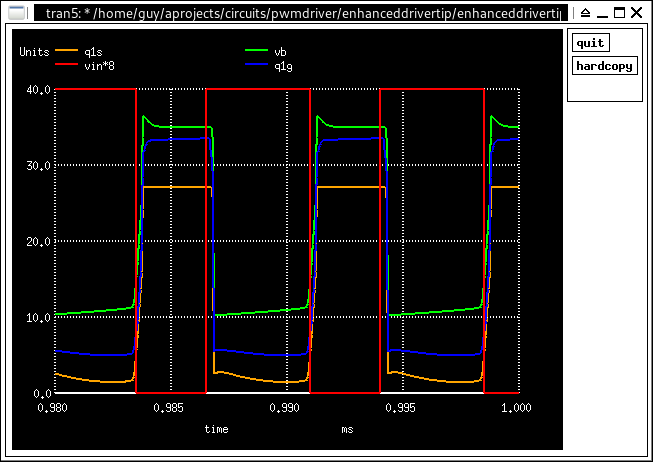 tran5: * /home/guy/aprojects/circuits/pwmdriver/enhanceddrivertip/enhanceddrivertip
quit
hardcopy
Units q1s vb
vin*8 q1g
40.0
30.0
20.0
10.0
0.0
0.980 0.985 0.990 0.995 1.000
time ms